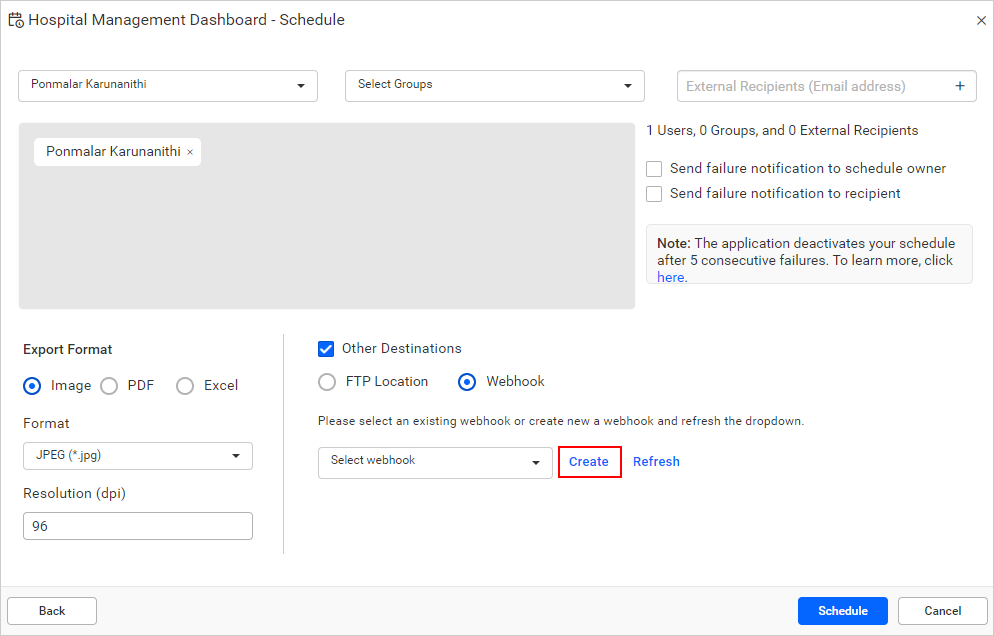 Hospital Management Dashboard - Schedule
Ponmalar Karunanithi
Select Groups
External Recipients (Email address)
Ponmalar Karunanithi ×
1 Users, 0 Groups, and 0 External Recipients
Send failure notification to schedule owner
Send failure notification to recipient
Note: The application deactivates your schedule
after 5 consecutive failures. To learn more, click
here.
Export Format
Image PDF Excel
Format
JPEG (*.jpg)
Resolution (dpi)
96
Other Destinations
FTP Location Webhook
Please select an existing webhook or create new a webhook and refresh the dropdown.
Select webhook Create Refresh
Back Schedule Cancel